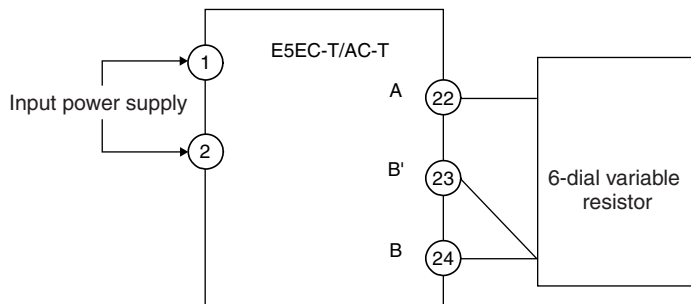 E5EC-T/AC-T
1
Input power supply
2
A
22
B'
23
B
24
6-dial variable
resistor